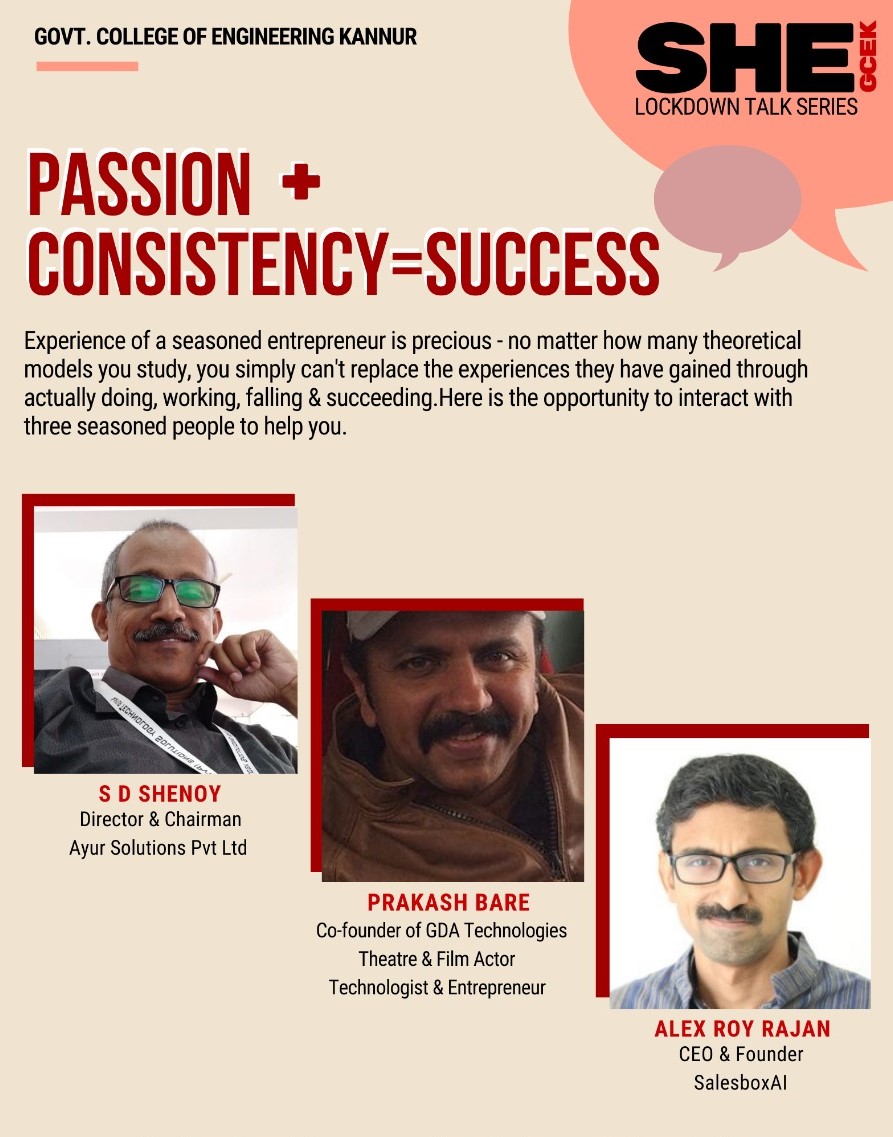 GOVT. COLLEGE OF ENGINEERING KANNUR
SHE
GCEK
LOCKDOWN TALK SERIES
PASSION +
CONSISTENCY=SUCCESS
Experience of a seasoned entrepreneur is precious - no matter how many theoretical
models you study, you simply can't replace the experiences they have gained through
actually doing, working, falling & succeeding.Here is the opportunity to interact with
three seasoned people to help you.
S D SHENOY
Director & Chairman
Ayur Solutions Pvt Ltd
PRAKASH BARE
Co-founder of GDA Technologies
Theatre & Film Actor
Technologist & Entrepreneur
ALEX ROY RAJAN
CEO & Founder
SalesboxAI